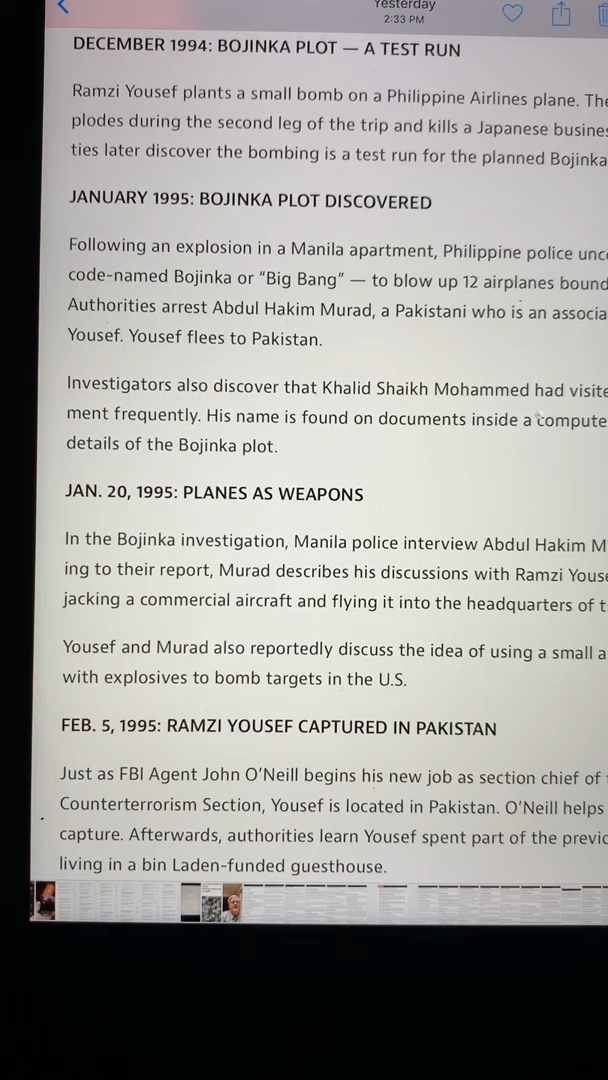 Yesterday
2:33 PM
DECEMBER 1994: BOJINKA PLOT — A TEST RUN
Ramzi Yousef plants a small bomb on a Philippine Airlines plane. The
plodes during the second leg of the trip and kills a Japanese busines
ties later discover the bombing is a test run for the planned Bojinka
JANUARY 1995: BOJINKA PLOT DISCOVERED
Following an explosion in a Manila apartment, Philippine police unc
code-named Bojinka or “Big Bang” — to blow up 12 airplanes bound
Authorities arrest Abdul Hakim Murad, a Pakistani who is an associa
Yousef. Yousef flees to Pakistan.
Investigators also discover that Khalid Shaikh Mohammed had visite
ment frequently. His name is found on documents inside a compute
details of the Bojinka plot.
JAN. 20, 1995: PLANES AS WEAPONS
In the Bojinka investigation, Manila police interview Abdul Hakim M
ing to their report, Murad describes his discussions with Ramzi Youse
jacking a commercial aircraft and flying it into the headquarters of t
Yousef and Murad also reportedly discuss the idea of using a small a
with explosives to bomb targets in the U.S.
FEB. 5, 1995: RAMZI YOUSEF CAPTURED IN PAKISTAN
Just as FBI Agent John O’Neill begins his new job as section chief of
Counterterrorism Section, Yousef is located in Pakistan. O’Neill helps
capture. Afterwards, authorities learn Yousef spent part of the previo
living in a bin Laden-funded guesthouse.